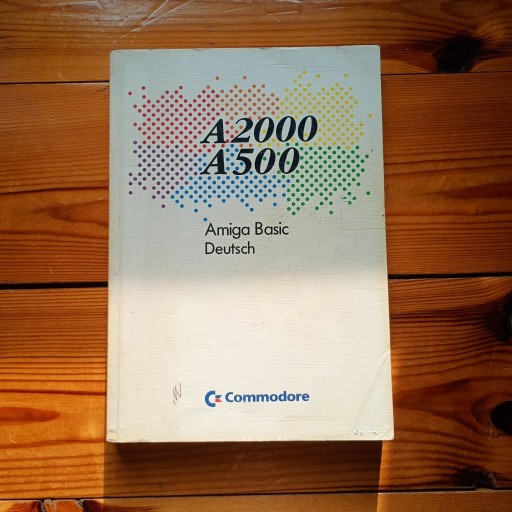 A2000
A500
Amiga Basic
Deutsch
Commodore